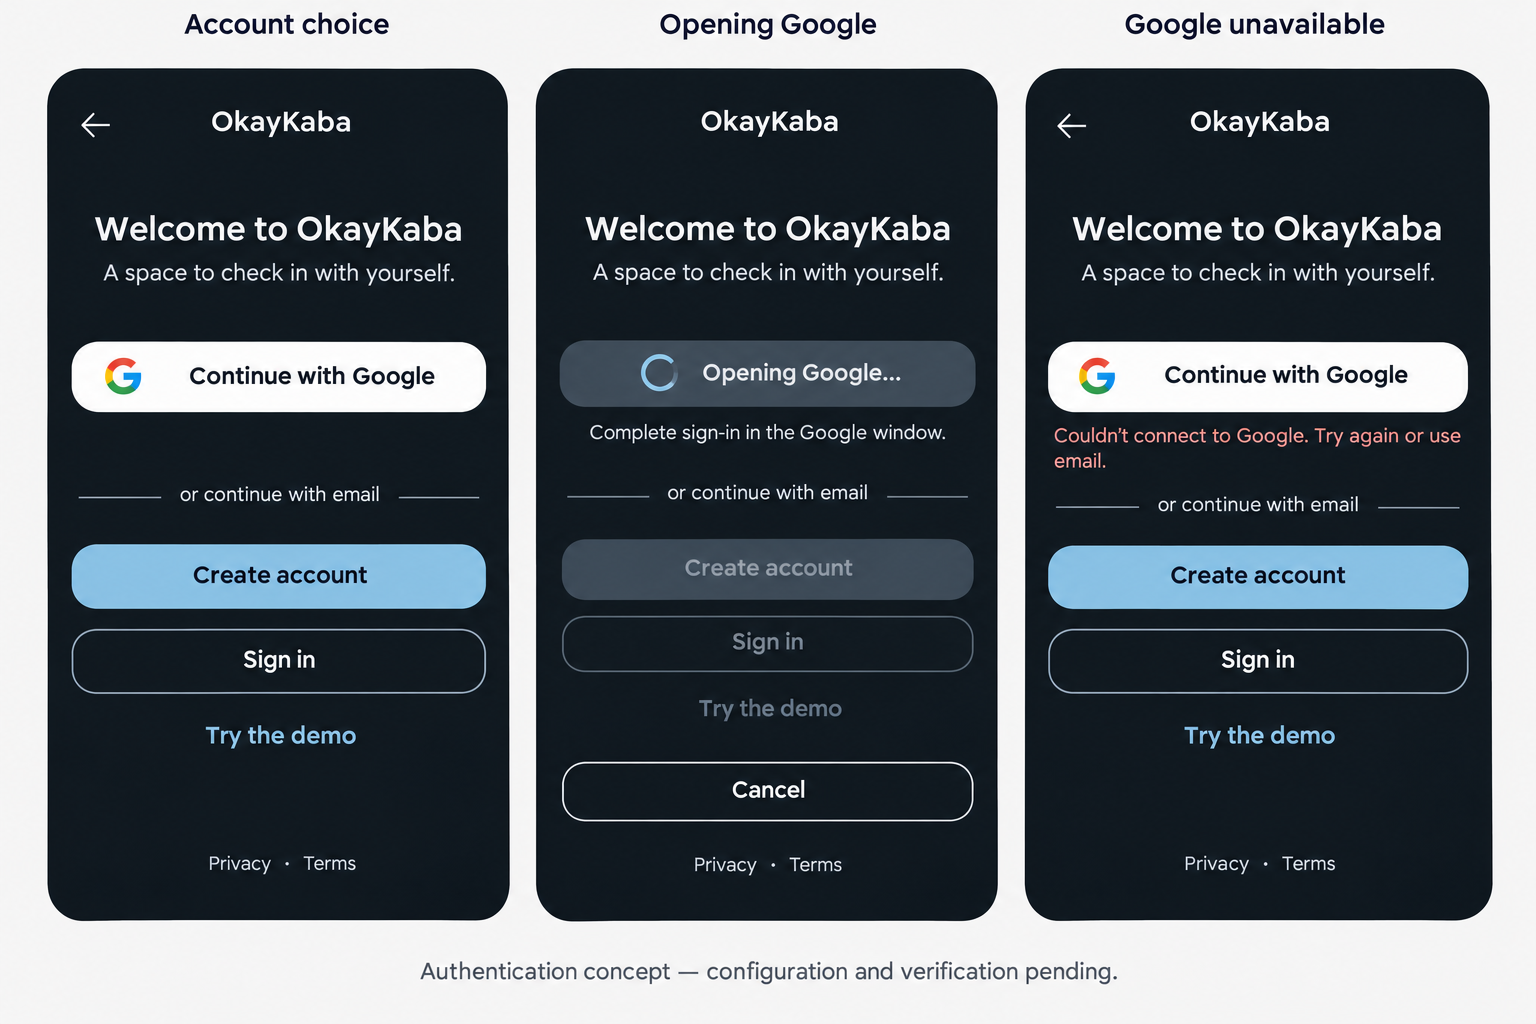 Account choice
OkayKaba
Welcome to OkayKaba
A space to check in with yourself.
Continue with Google
or continue with email
Create account
Sign in
Try the demo
Privacy · Terms
Opening Google
OkayKaba
Welcome to OkayKaba
A space to check in with yourself.
Opening Google...
Complete sign-in in the Google window.
or continue with email
Create account
Sign in
Try the demo
Cancel
Privacy · Terms
Google unavailable
OkayKaba
Welcome to OkayKaba
A space to check in with yourself.
Continue with Google
Couldn’t connect to Google. Try again or use
email.
or continue with email
Create account
Sign in
Try the demo
Privacy · Terms
Authentication concept — configuration and verification pending.